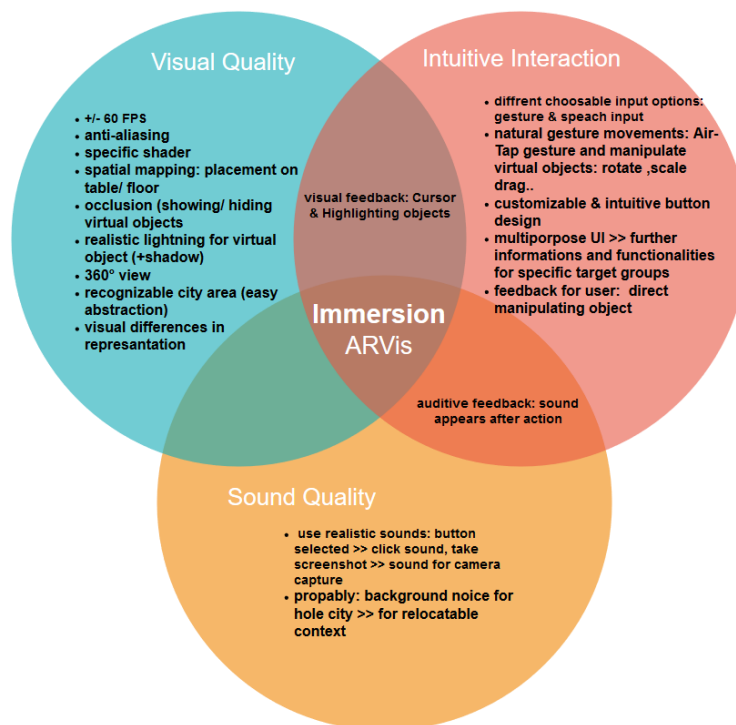 Visual Quality
• +/- 60 FPS
• anti-aliasing
• specific shader
• spatial mapping: placement on
table/ floor
• occlusion (showing/ hiding
virtual objects
• realistic lightning for virtual
object (+shadow)
• 360° view
• recognizable city area (easy
abstraction)
• visual differences in
represantation
Intuitive Interaction
• diffrent choosable input options:
gesture & speach input
• natural gesture movements: Air-
Tap gesture and manipulate
virtual objects: rotate ,scale
drag..
• customizable & intuitive button
design
• multiporpose UI >> further
informations and functionalities
for specific target groups
• feedback for user:  direct
manipulating object
visual feedback: Cursor
& Highlighting objects
Immersion
ARVis
auditive feedback: sound
appears after action
Sound Quality
• use realistic sounds: button
selected >> click sound, take
screenshot >> sound for camera
capture
• propably: background noice for
hole city >> for relocatable
context